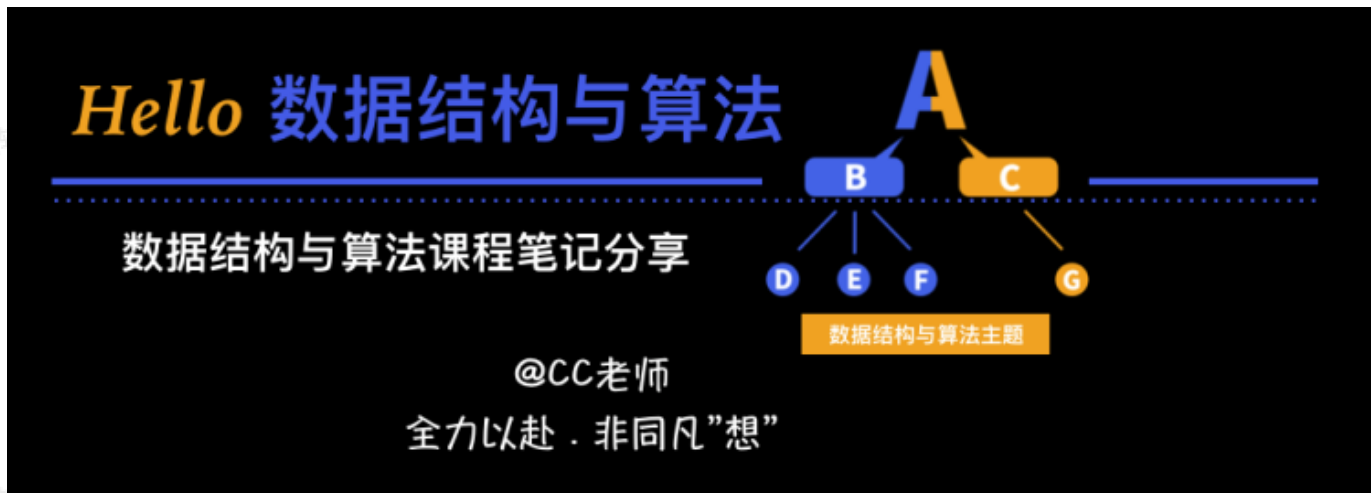 Hello 数据结构与算法
A
B
C
数据结构与算法课程笔记分享
D
E
F
G
数据结构与算法主题
@CC老师
全力以赴．非同凡”想”